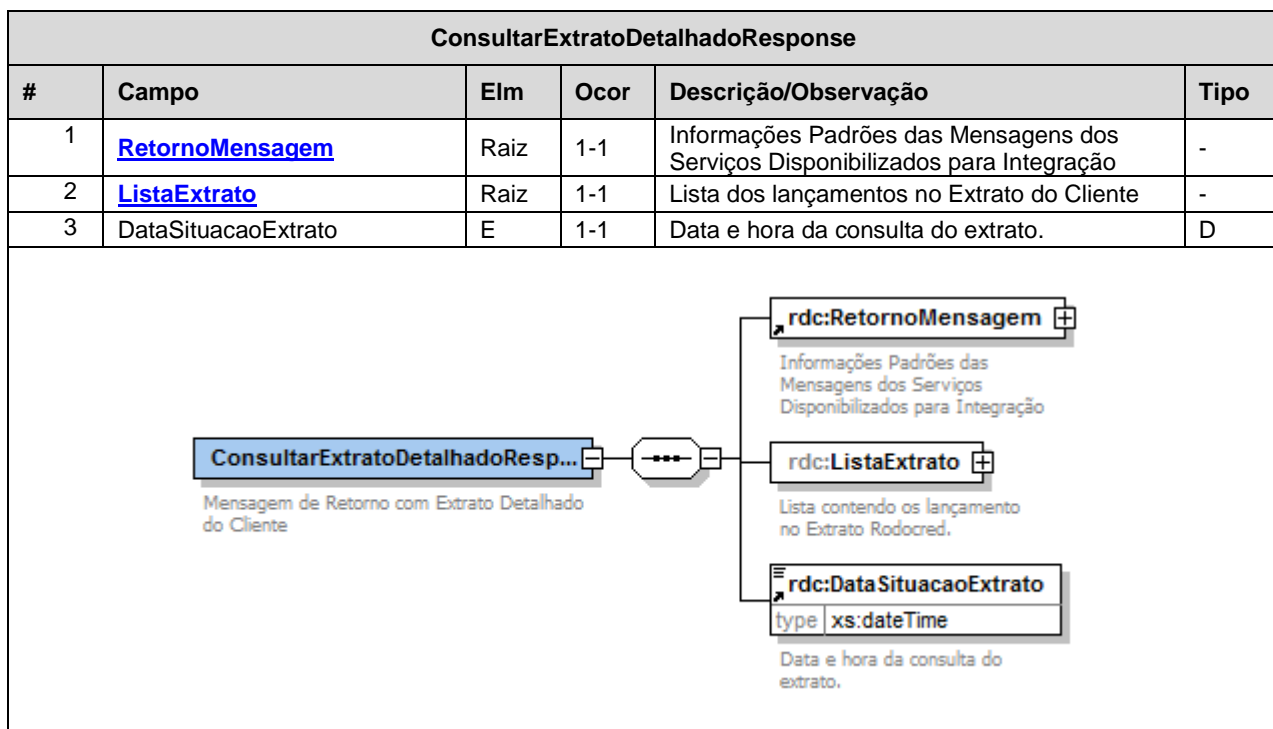 ConsultarExtratoDetalhadoResponse
# Campo Elm Ocor Descrição/Observação Tipo
1 RetornoMensagem Raiz 1-1 Informações Padrões das Mensagens dos
Serviços Disponibilizados para Integração -
2 ListaExtrato Raiz 1-1 Lista dos lançamentos no Extrato do Cliente -
3 DataSituacaoExtrato E 1-1 Data e hora da consulta do extrato. D
rdc:RetornoMensagem
Informações Padrões das
Mensagens dos Serviços
Disponibilizados para Integração
ConsultarExtratoDetalhadoResp...
Mensagem de Retorno com Extrato Detalhado
do Cliente
rdc:ListaExtrato
Lista contendo os lançamento
no Extrato Rodocred.
rdc:DataSituacaoExtrato
type xs:dateTime
Data e hora da consulta do
extrato.